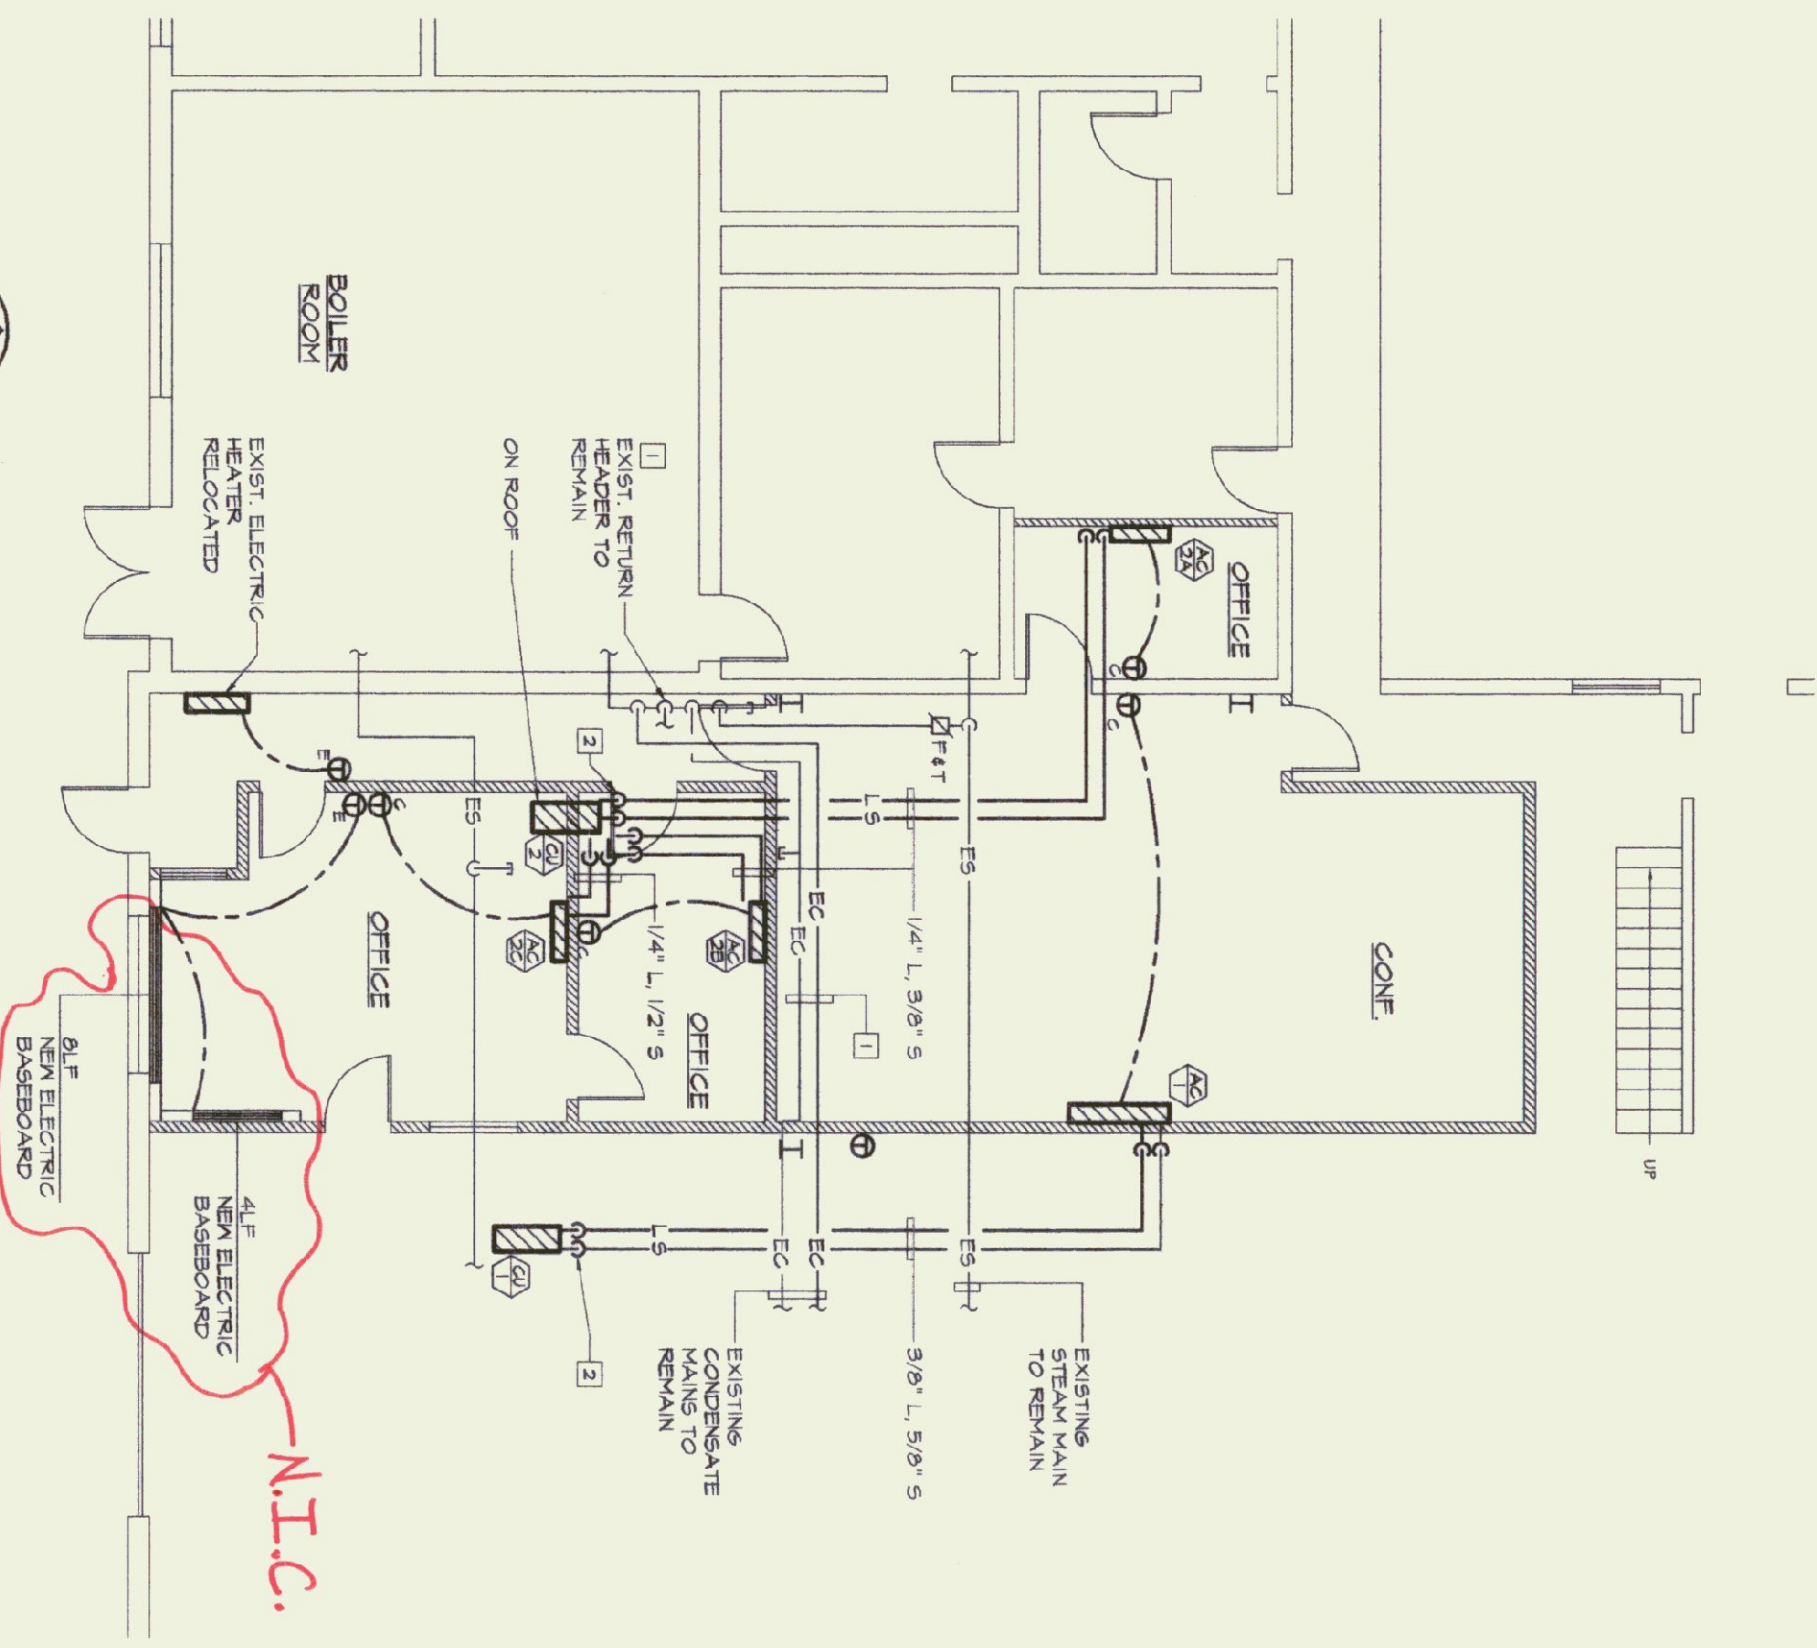 BOILER
ROOM
EXIST. ELECTRIC
HEATER
RELOCATED
ON ROOF
1
EXIST. RETURN
HEADER TO
REMAIN
OFFICE
AC
2A
T
C
T
C
F&T
2
E
T
T
E
T
C
ES
CU
2
LS
ES
EC
EC
OFFICE
AC
2C
T
C
AC
2B
1/4" L, 1/2" S
1/4" L, 3/8" S
CONF.
1
OFFICE
AC
1
T
8LF
NEW ELECTRIC
BASEBOARD
4LF
NEW ELECTRIC
BASEBOARD
UP
LS
EC
EC
ES
CU
1
2
EXISTING
CONDENSATE
MAINS TO
REMAIN
3/8" L, 5/8" S
EXISTING
STEAM MAIN
TO REMAIN
N.I.C.